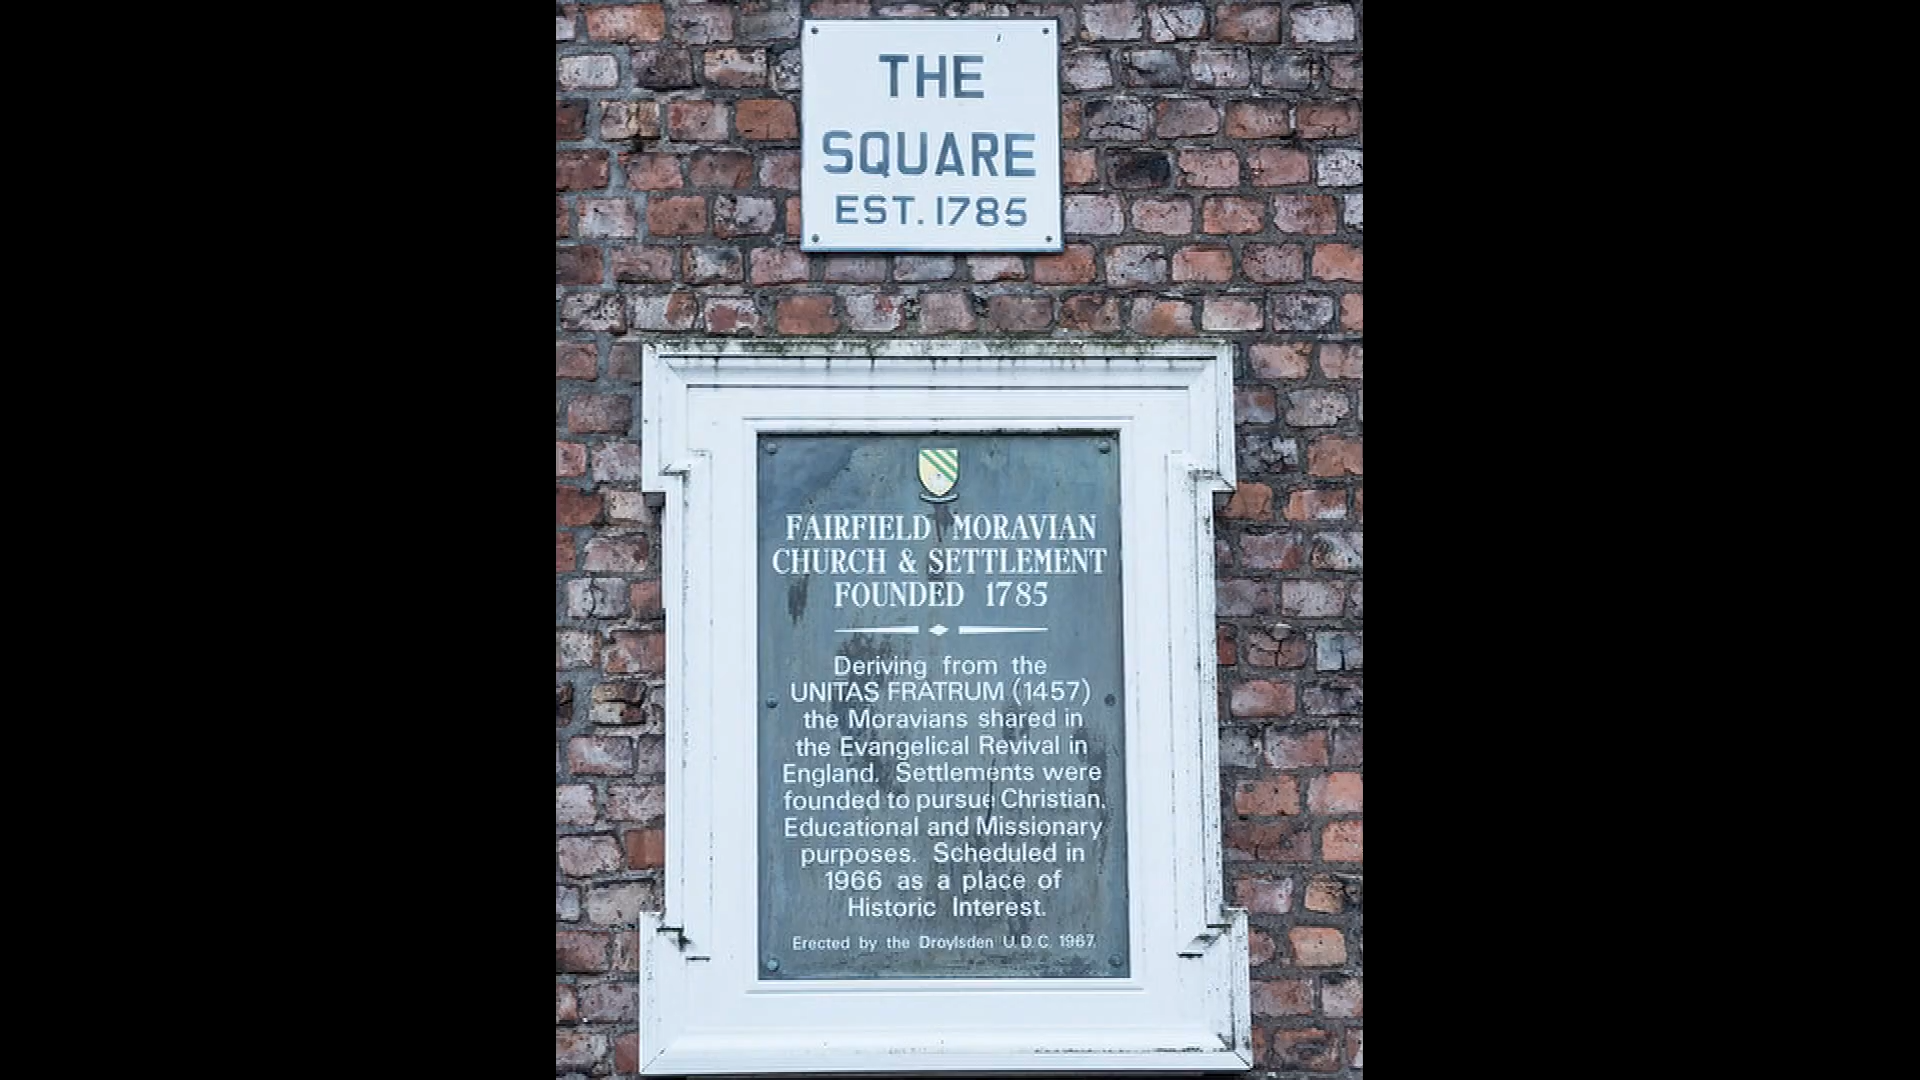 THE
SQUARE
EST. 1785
FAIRFIELD MORAVIAN
CHURCH & SETTLEMENT
FOUNDED 1785
Deriving from the
UNITAS FRATRUM (1457)
the Moravians shared in
the Evangelical Revival in
England. Settlements were
founded to pursue Christian,
Educational and Missionary
purposes. Scheduled in
1966 as a place of
Historic Interest.
Erected by the Droylsden U.D.C. 1967.